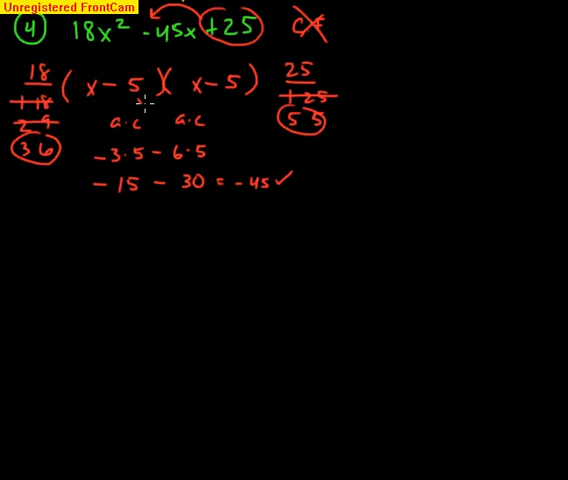 Unregistered FrontCam
④ 18x² - 45x + 25 CF
18 ( x - 5 )( x - 5 ) 25
1 18 1 25
2 9 a·c a·c 5 5
3 6 - 3·5 - 6·5
- 15 - 30 = - 45 ✓